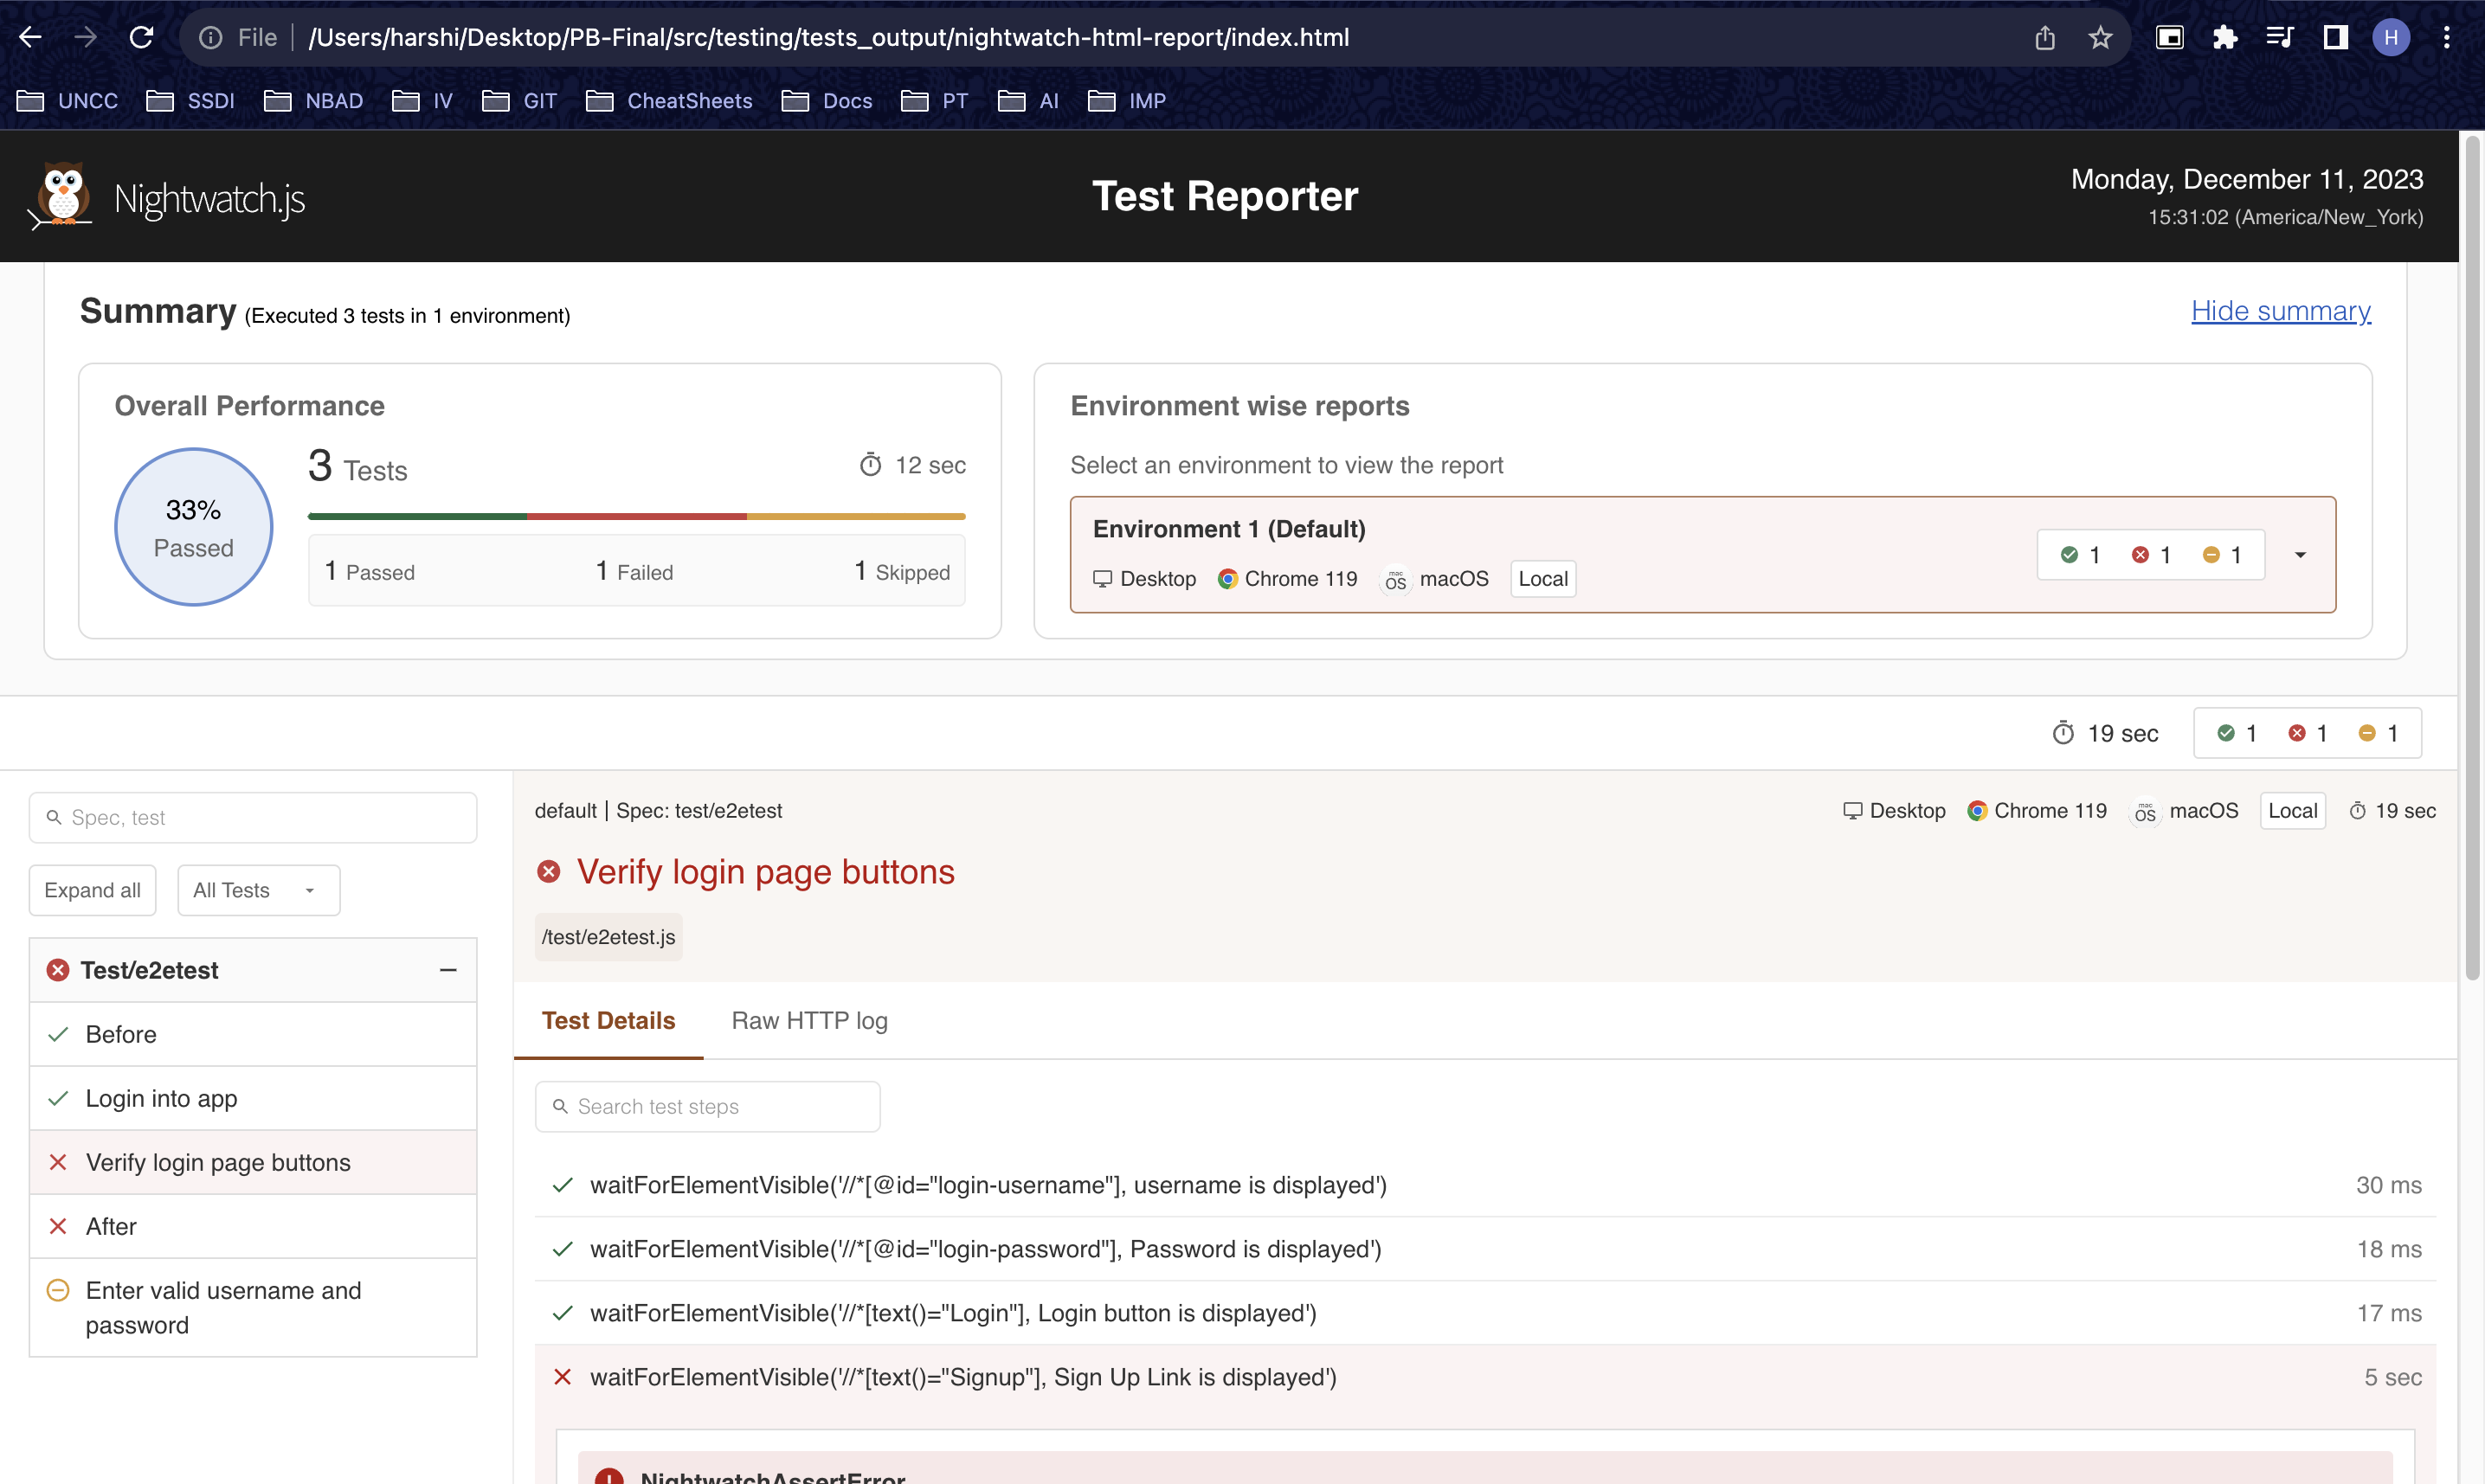 File | /Users/harshi/Desktop/PB-Final/src/testing/tests_output/nightwatch-html-report/index.html
H
UNCC SSDI NBAD IV GIT CheatSheets Docs PT AI IMP
Nightwatch.js
Test Reporter
Monday, December 11, 2023
15:31:02 (America/New_York)
Summary (Executed 3 tests in 1 environment)
Hide summary
Overall Performance
33%
Passed
3 Tests
12 sec
1 Passed 1 Failed 1 Skipped
Environment wise reports
Select an environment to view the report
Environment 1 (Default)
Desktop Chrome 119 mac OS macOS Local
1 1 1
19 sec 1 1 1
Spec, test
Expand all All Tests
Test/e2etest
Before
Login into app
Verify login page buttons
After
Enter valid username and
password
default | Spec: test/e2etest
Desktop Chrome 119 mac OS macOS Local 19 sec
Verify login page buttons
/test/e2etest.js
Test Details Raw HTTP log
Search test steps
waitForElementVisible('//*[@id="login-username"], username is displayed') 30 ms
waitForElementVisible('//*[@id="login-password"], Password is displayed') 18 ms
waitForElementVisible('//*[text()="Login"], Login button is displayed') 17 ms
waitForElementVisible('//*[text()="Signup"], Sign Up Link is displayed') 5 sec
NightwatchAssertError